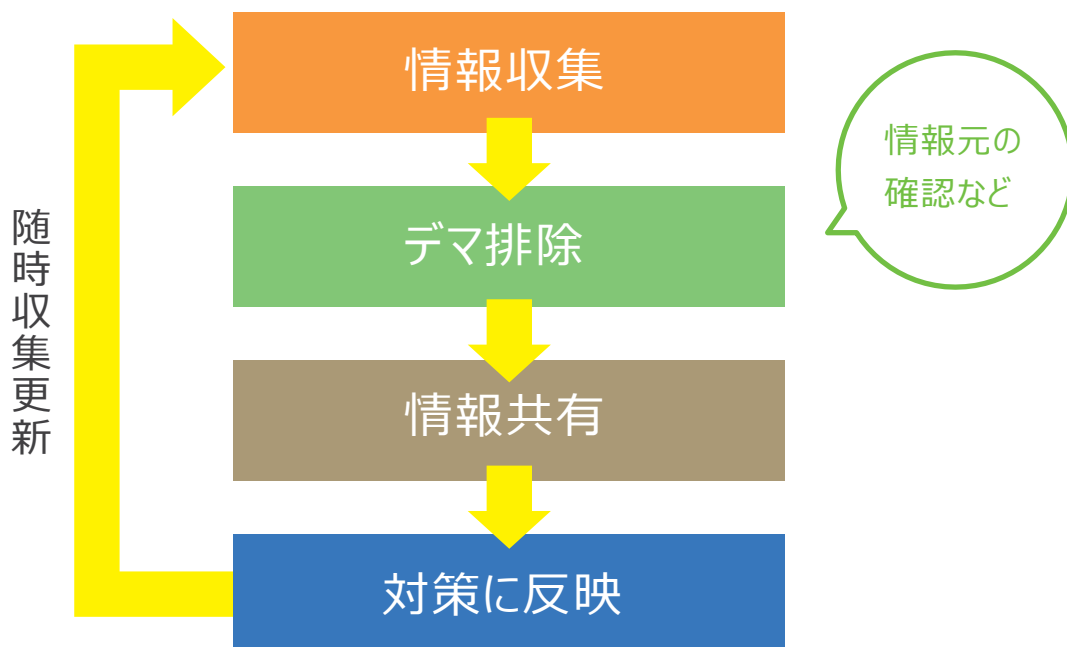 情報収集
情報元の
確認など
デマ排除
情報共有
対策に反映
随時収集更新